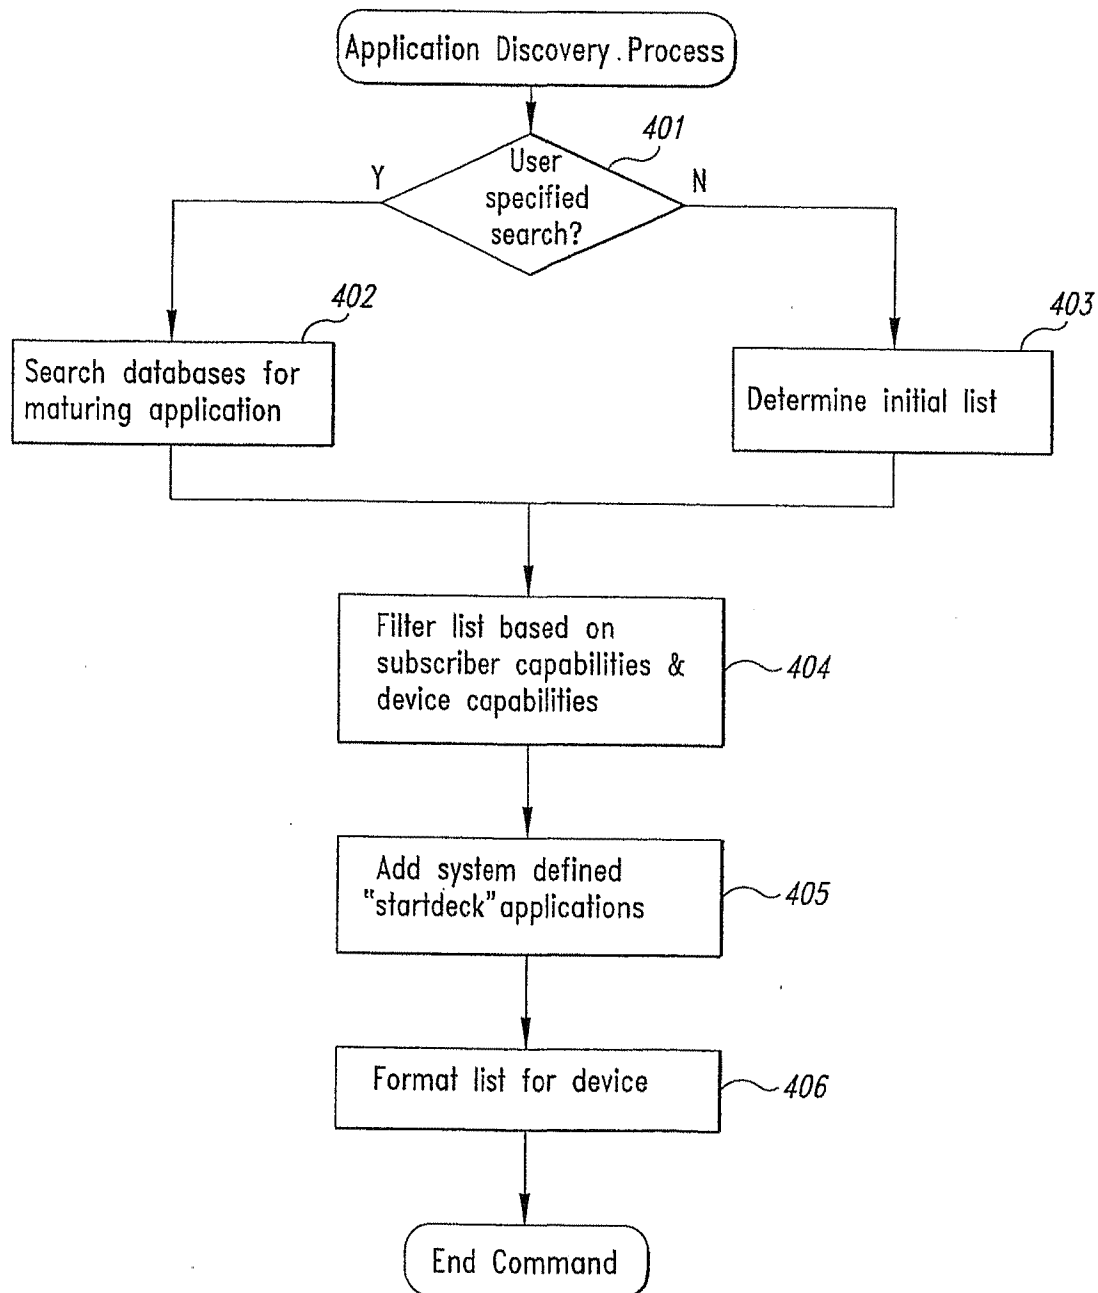 Application Discovery. Process
401
User
specified
search?
Y
N
402
Search databases for
maturing application
403
Determine initial list
Filter list based on
subscriber capabilities &
device capabilities
404
Add system defined
"startdeck" applications
405
Format list for device
406
End Command